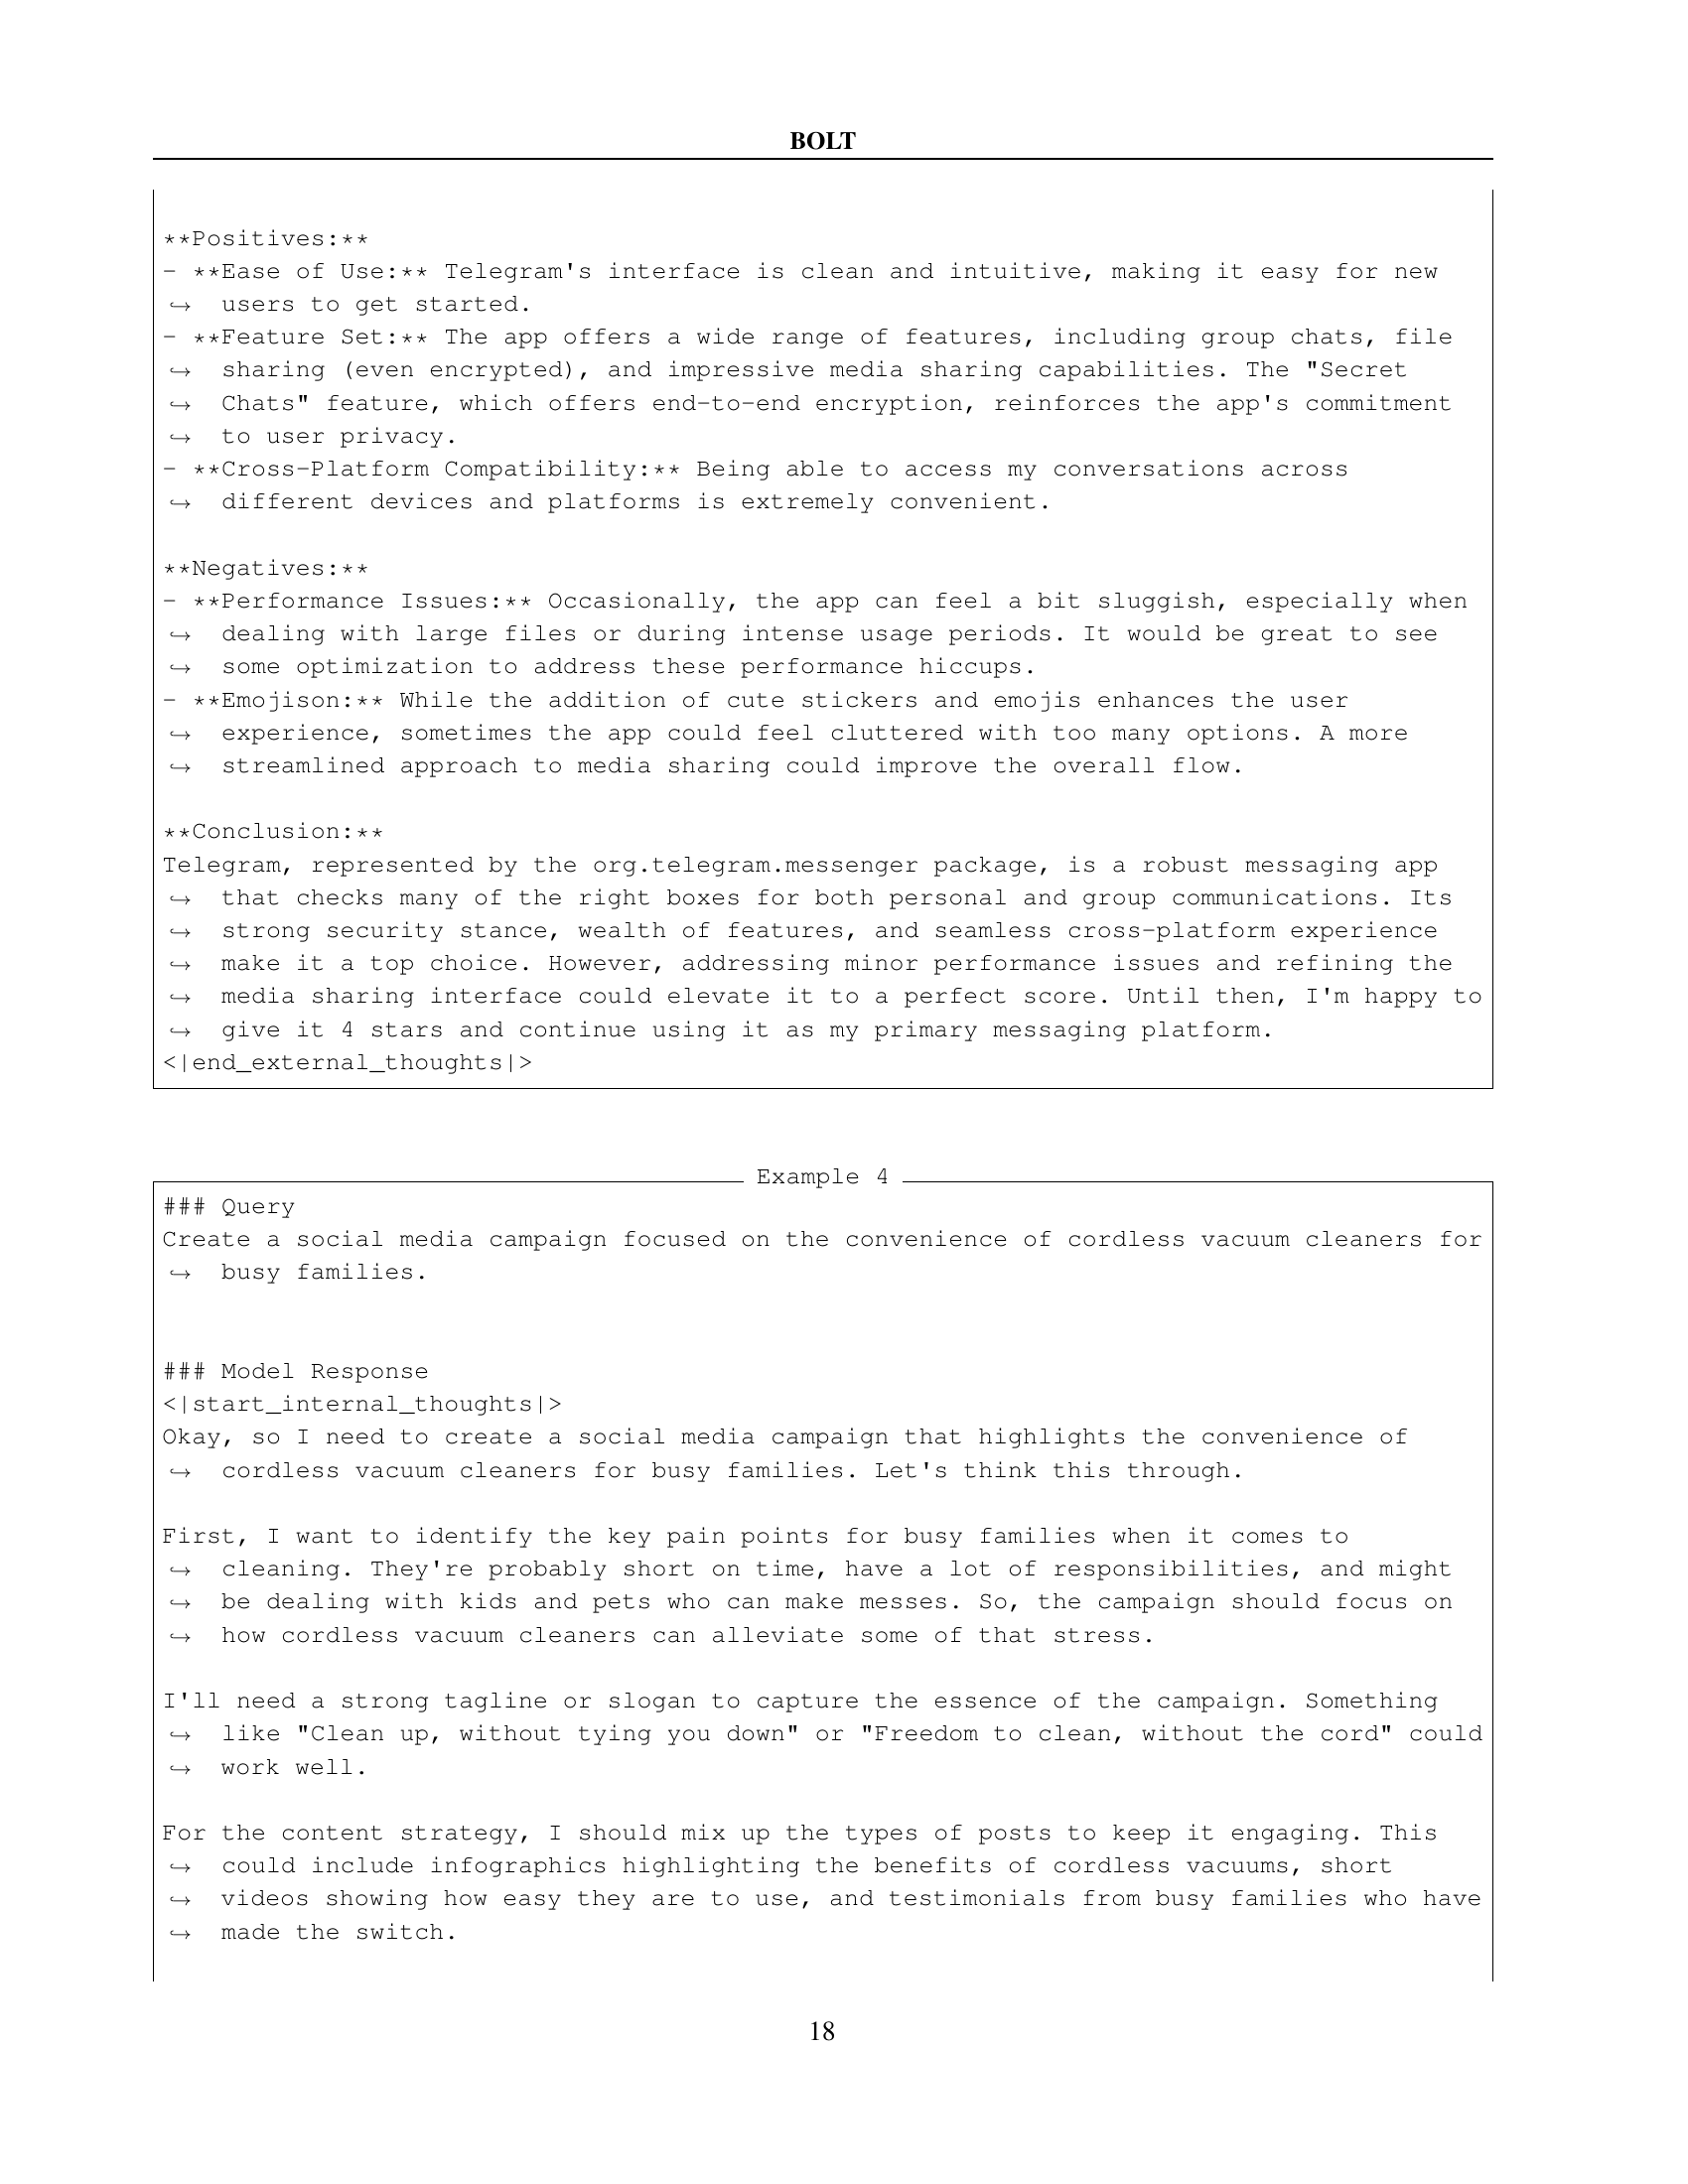 BOLT
**Positives:**
- **Ease of Use:** Telegram's interface is clean and intuitive, making it easy for new
↪ users to get started.
- **Feature Set:** The app offers a wide range of features, including group chats, file
↪ sharing (even encrypted), and impressive media sharing capabilities. The "Secret
↪ Chats" feature, which offers end-to-end encryption, reinforces the app's commitment
↪ to user privacy.
- **Cross-Platform Compatibility:** Being able to access my conversations across
↪ different devices and platforms is extremely convenient.
**Negatives:**
- **Performance Issues:** Occasionally, the app can feel a bit sluggish, especially when
↪ dealing with large files or during intense usage periods. It would be great to see
↪ some optimization to address these performance hiccups.
- **Emojison:** While the addition of cute stickers and emojis enhances the user
↪ experience, sometimes the app could feel cluttered with too many options. A more
↪ streamlined approach to media sharing could improve the overall flow.
**Conclusion:**
Telegram, represented by the org.telegram.messenger package, is a robust messaging app
↪ that checks many of the right boxes for both personal and group communications. Its
↪ strong security stance, wealth of features, and seamless cross-platform experience
↪ make it a top choice. However, addressing minor performance issues and refining the
↪ media sharing interface could elevate it to a perfect score. Until then, I'm happy to
↪ give it 4 stars and continue using it as my primary messaging platform.
<|end_external_thoughts|>
Example 4
### Query
Create a social media campaign focused on the convenience of cordless vacuum cleaners for
↪ busy families.
### Model Response
<|start_internal_thoughts|>
Okay, so I need to create a social media campaign that highlights the convenience of
↪ cordless vacuum cleaners for busy families. Let's think this through.
First, I want to identify the key pain points for busy families when it comes to
↪ cleaning. They're probably short on time, have a lot of responsibilities, and might
↪ be dealing with kids and pets who can make messes. So, the campaign should focus on
↪ how cordless vacuum cleaners can alleviate some of that stress.
I'll need a strong tagline or slogan to capture the essence of the campaign. Something
↪ like "Clean up, without tying you down" or "Freedom to clean, without the cord" could
↪ work well.
For the content strategy, I should mix up the types of posts to keep it engaging. This
↪ could include infographics highlighting the benefits of cordless vacuums, short
↪ videos showing how easy they are to use, and testimonials from busy families who have
↪ made the switch.
18